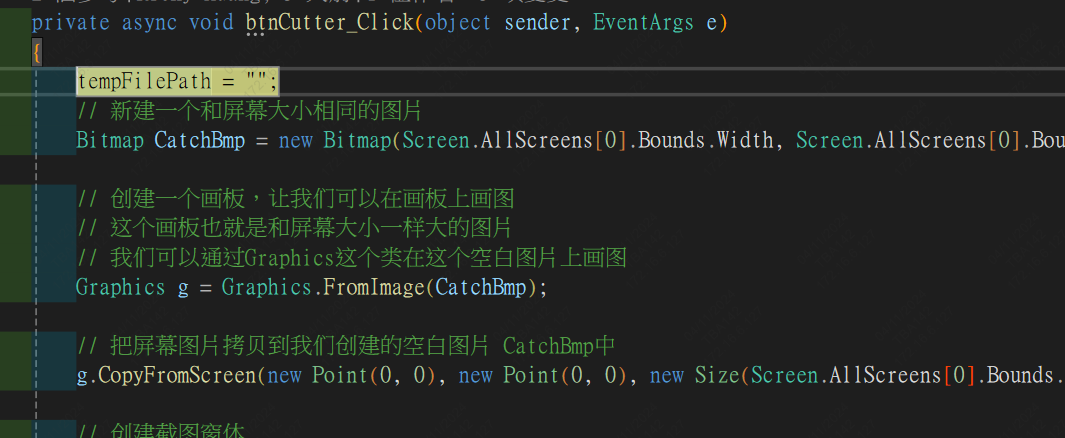 private async void btnCutter_Click(object sender, EventArgs e)
{
tempFilePath = "";
// 新建一个和屏幕大小相同的图片
Bitmap CatchBmp = new Bitmap(Screen.AllScreens[0].Bounds.Width, Screen.AllScreens[0].Bou
// 创建一个画板，让我们可以在画板上画图
// 这个画板也就是和屏幕大小一样大的图片
// 我们可以通过Graphics这个类在这个空白图片上画图
Graphics g = Graphics.FromImage(CatchBmp);
// 把屏幕图片拷贝到我们创建的空白图片 CatchBmp中
g.CopyFromScreen(new Point(0, 0), new Point(0, 0), new Size(Screen.AllScreens[0].Bounds.
// 创建截图窗体